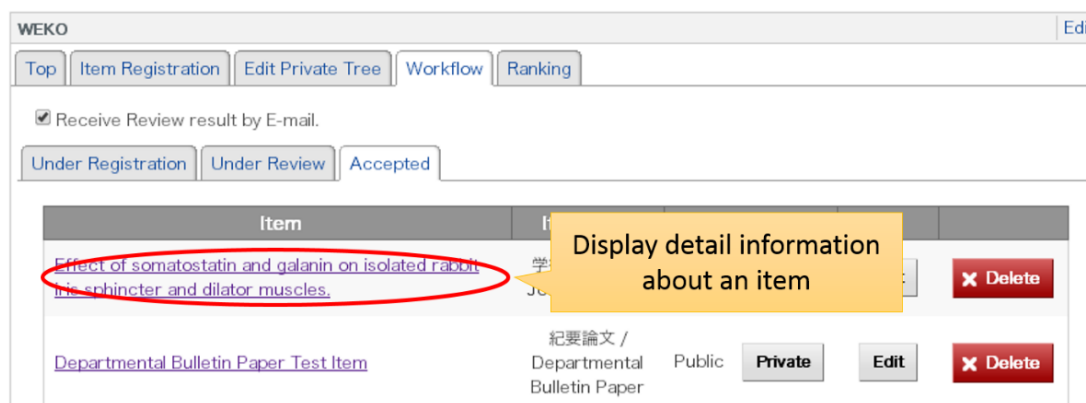 WEKO
Edi
Top Item Registration Edit Private Tree Workflow Ranking
Receive Review result by E-mail.
Under Registration Under Review Accepted
Item
Display detail information
about an item
Effect of somatostatin and galanin on isolated rabbit
iris sphincter and dilator muscles.
Delete
紀要論文 /
Departmental Bulletin Paper Test Item Departmental Public Private Edit Delete
Bulletin Paper